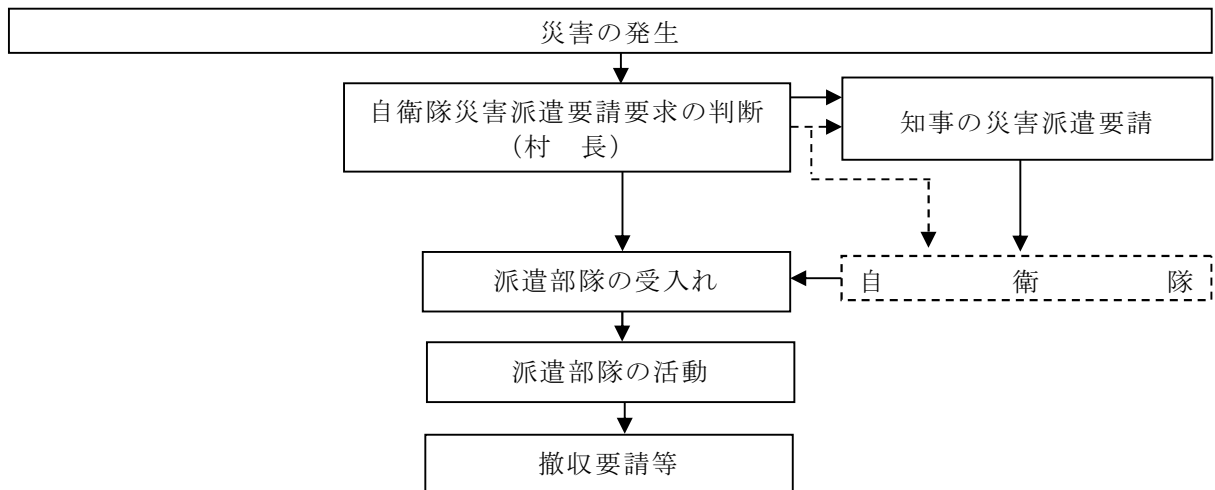 災害の発生
自衛隊災害派遣要請要求の判断
(村　長)
知事の災害派遣要請
派遣部隊の受入れ
自　衛　隊
派遣部隊の活動
撤収要請等